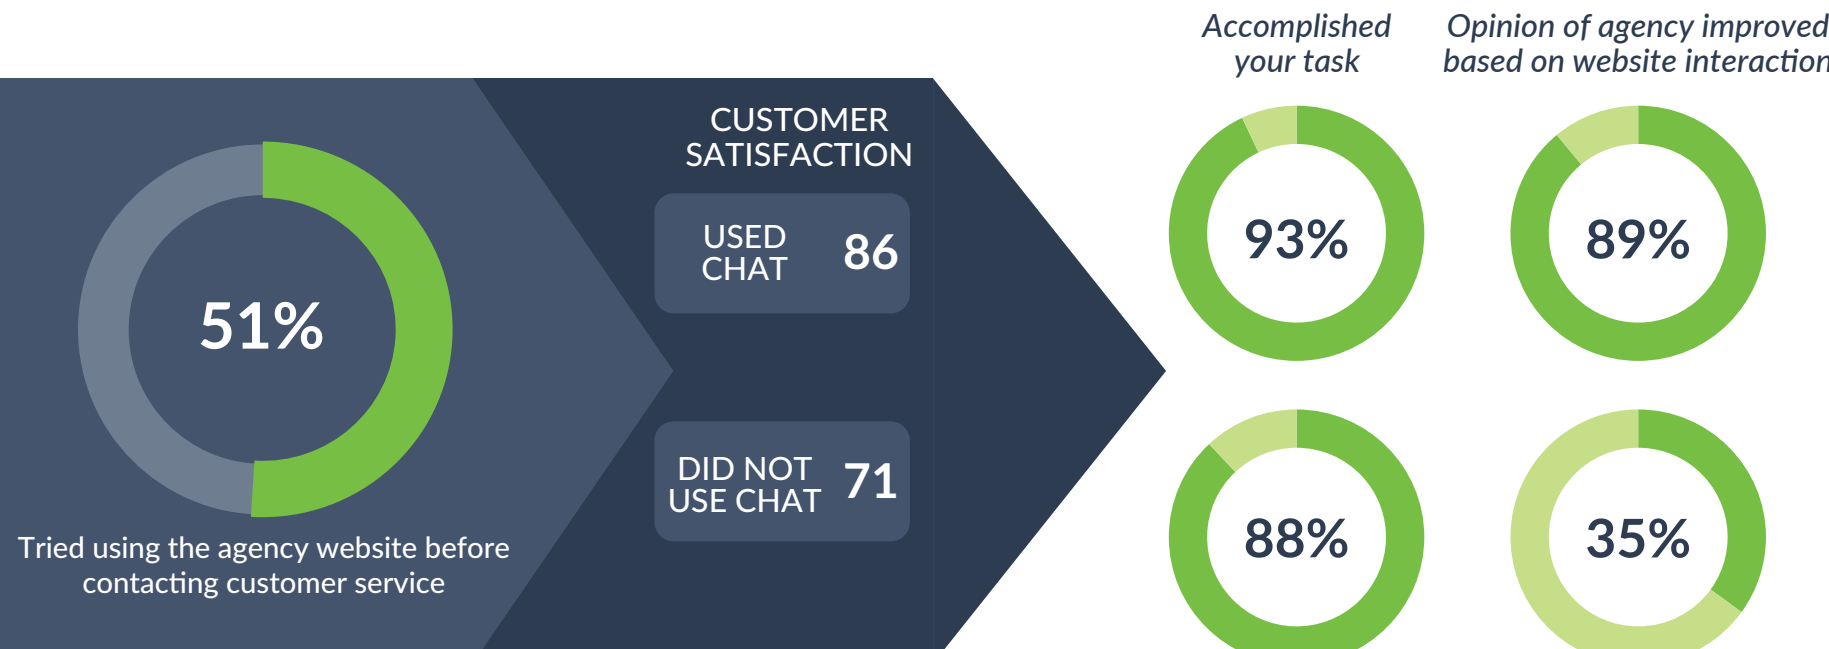 Accomplished
your task
Opinion of agency improved
based on website interaction
CUSTOMER
SATISFACTION
USED
CHAT
86
93%
89%
51%
DID NOT
USE CHAT
71
88%
35%
Tried using the agency website before
contacting customer service